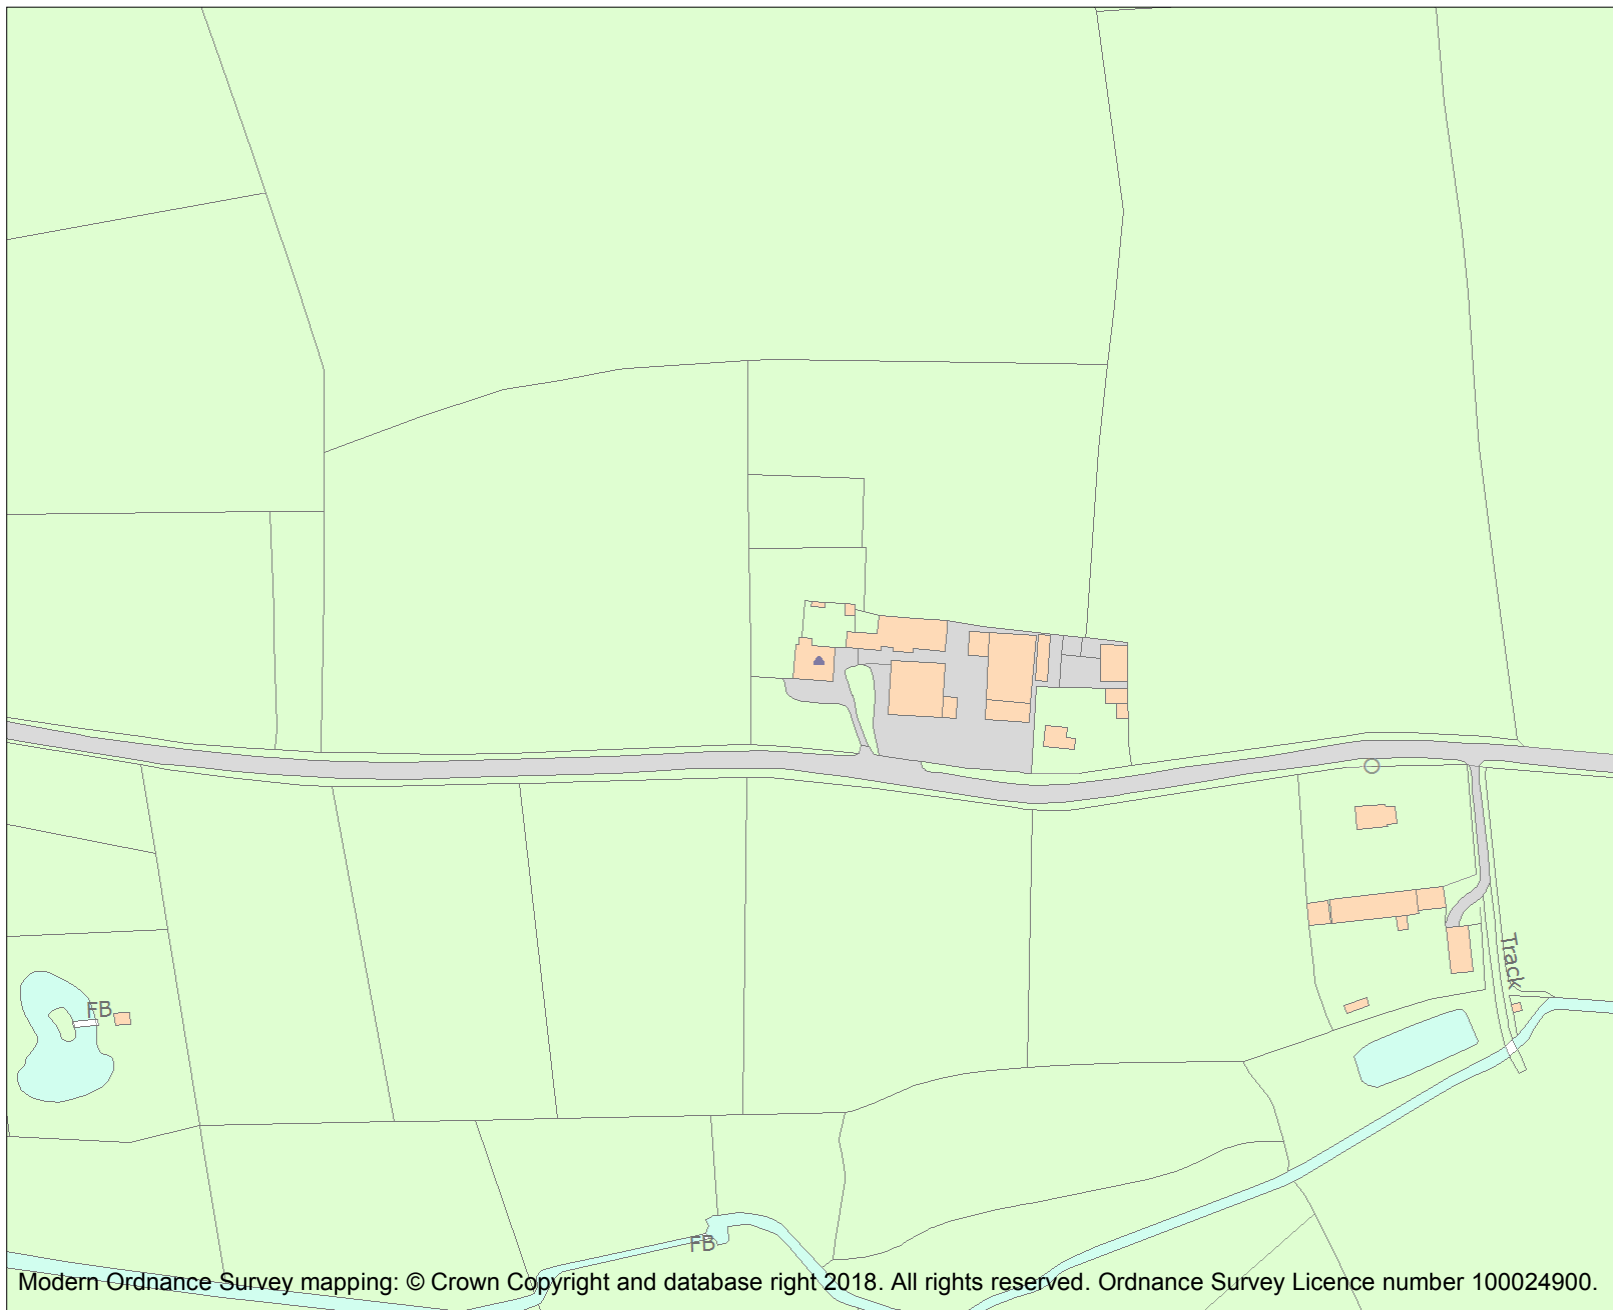 Track
FB
FB
Modern Ordnance Survey mapping: © Crown Copyright and database right 2018. All rights reserved. Ordnance Survey Licence number 100024900.